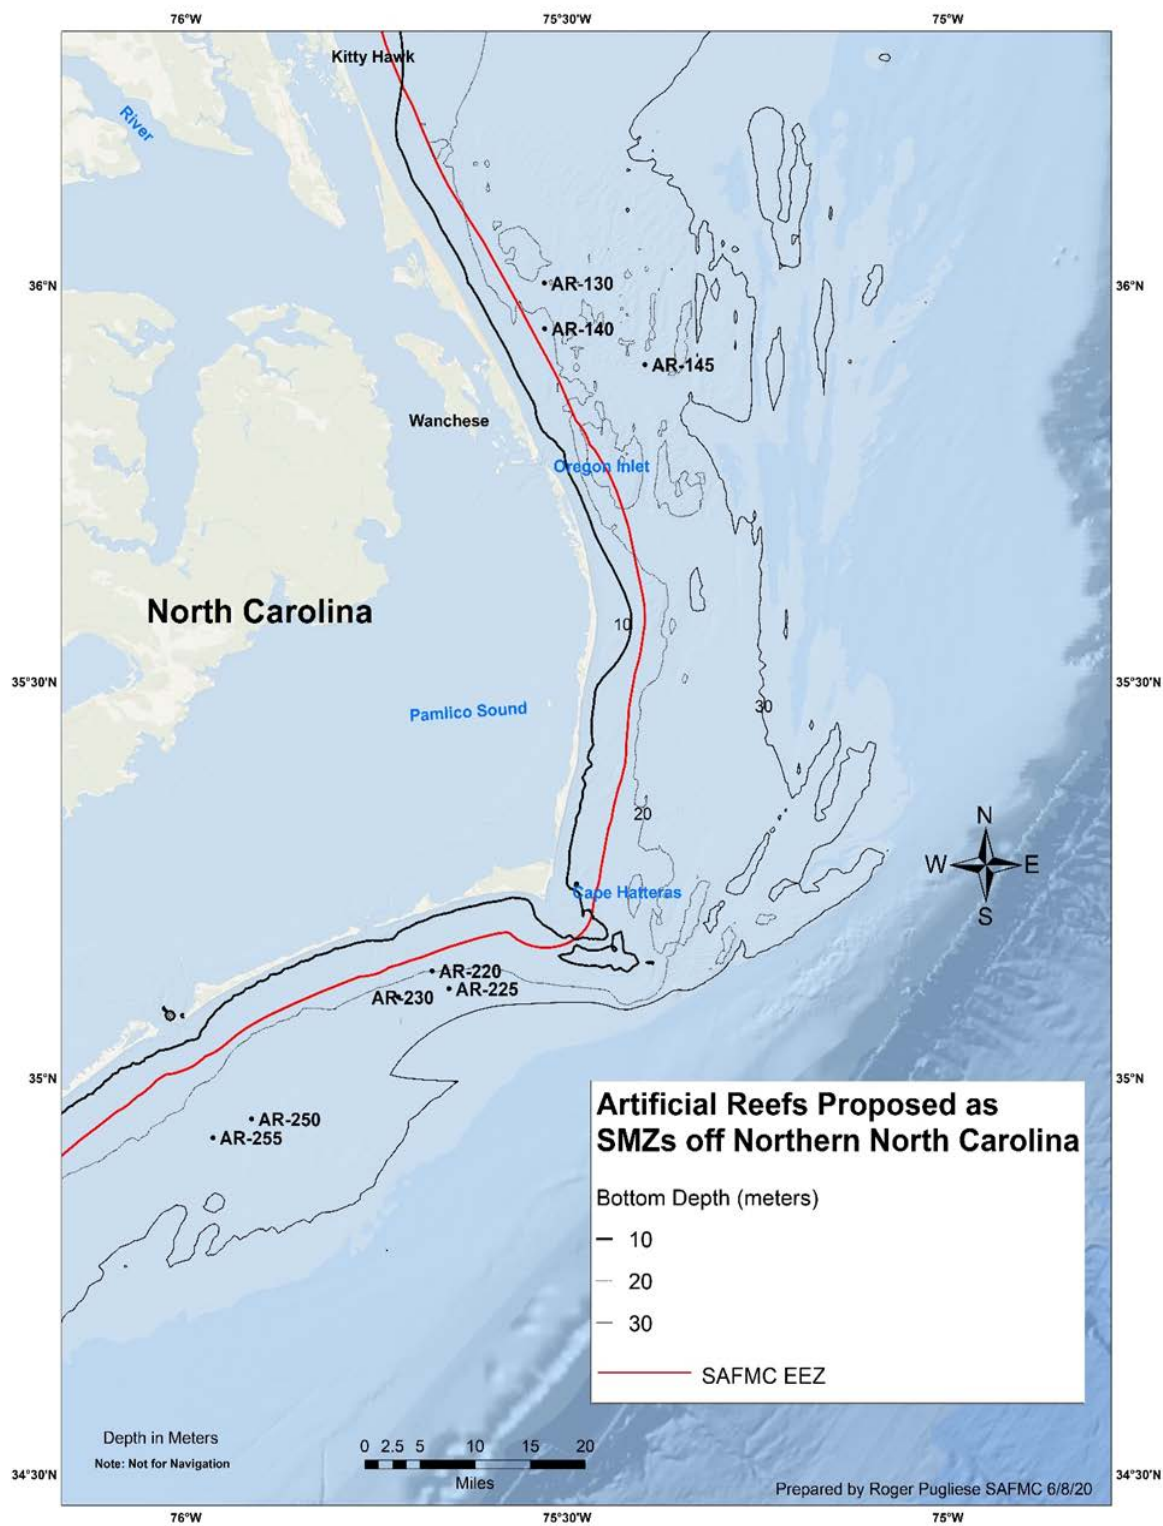 76°W 75°30'W 75°W
Kitty Hawk
River
36°N 36°N
AR-130
AR-140
AR-145
Wanchese
Oregon Inlet
North Carolina
10
35°30'N 35°30'N
Pamlico Sound
30
20
N
W E
S
Cape Hatteras
AR-220
AR-225
AR-230
35°N 35°N
AR-250
AR-255
Artificial Reefs Proposed as
SMZs off Northern North Carolina
Bottom Depth (meters)
10
20
30
SAFMC EEZ
Depth in Meters
Note: Not for Navigation
0 2.5 5 10 15 20
Miles
34°30'N 34°30'N
Prepared by Roger Pugliese SAFMC 6/8/20
76°W 75°30'W 75°W